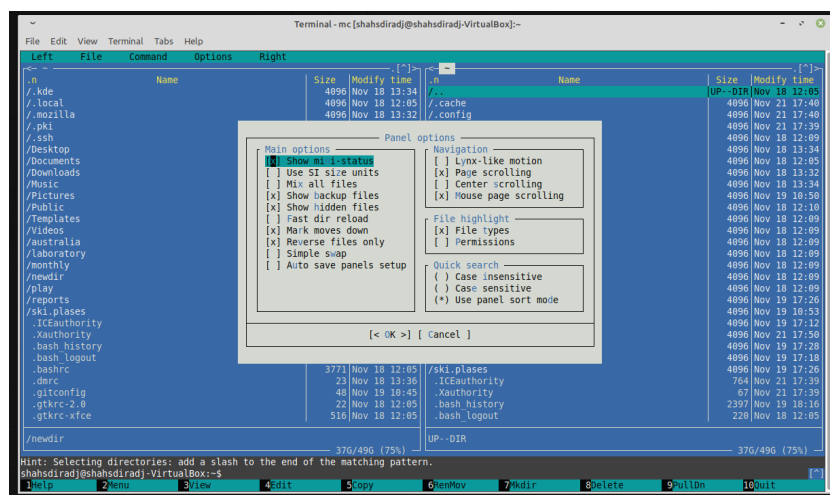 Terminal - mc [shahsdiradj@shahsdiradj-VirtualBox]:~
File Edit View Terminal Tabs Help
Left File Command Options Right
<- ~ .[^]> <- ~ .[^]>
.n Name Size Modify time .n Name Size Modify time
/.kde 4096 Nov 18 13:34 /.. UP--DIR Nov 18 12:05
/.local 4096 Nov 18 12:05 /.cache 4096 Nov 21 17:40
/.mozilla 4096 Nov 18 13:32 /.config 4096 Nov 21 17:40
/.pki 4096 Nov 21 17:39
/.ssh Panel options 4096 Nov 18 12:09
/Desktop Main options Navigation 4096 Nov 18 13:34
/Documents [x] Show mini-status [ ] Lynx-like motion 4096 Nov 18 12:05
/Downloads [ ] Use SI size units [x] Page scrolling 4096 Nov 18 13:32
/Music [ ] Mix all files [ ] Center scrolling 4096 Nov 18 13:34
/Pictures [x] Show backup files [x] Mouse page scrolling 4096 Nov 19 10:50
/Public [x] Show hidden files 4096 Nov 18 12:10
/Templates [ ] Fast dir reload File highlight 4096 Nov 18 12:09
/Videos [x] Mark moves down [x] File types 4096 Nov 18 12:09
/australia [x] Reverse files only [ ] Permissions 4096 Nov 18 12:09
/laboratory [ ] Simple swap 4096 Nov 18 12:09
/monthly [ ] Auto save panels setup Quick search 4096 Nov 18 12:09
/newdir ( ) Case insensitive 4096 Nov 18 12:09
/play ( ) Case sensitive 4096 Nov 18 12:09
/reports (*) Use panel sort mode 4096 Nov 19 17:26
/ski.plases 4096 Nov 19 10:53
.ICEauthority 4096 Nov 19 17:12
.Xauthority [< OK >] [ Cancel ] 4096 Nov 21 17:50
.bash_history 4096 Nov 19 17:28
.bash_logout 4096 Nov 19 17:18
.bashrc 3771 Nov 18 12:05 /ski.plases 4096 Nov 19 17:26
.dmrc 23 Nov 18 13:36 .ICEauthority 764 Nov 21 17:39
.gitconfig 48 Nov 19 10:45 .Xauthority 67 Nov 21 17:39
.gtkrc-2.0 22 Nov 18 12:05 .bash_history 2397 Nov 19 18:16
.gtkrc-xfce 516 Nov 18 12:05 .bash_logout 220 Nov 18 12:05
/newdir UP--DIR
37G/49G (75%) 37G/49G (75%)
Hint: Selecting directories: add a slash to the end of the matching pattern.
shahsdiradj@shahsdiradj-VirtualBox:~$ [^]
1Help 2Menu 3View 4Edit 5Copy 6RenMov 7Mkdir 8Delete 9PullDn 10Quit